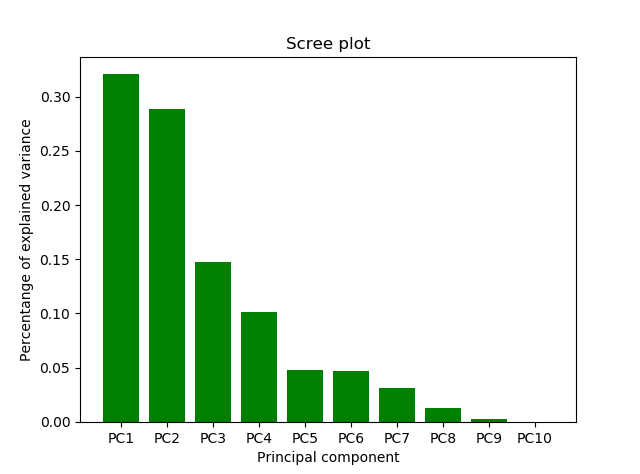 Scree plot
Percentange of explained variance
0.30
0.25
0.20
0.15
0.10
0.05
0.00
PC1 PC2 PC3 PC4 PC5 PC6 PC7 PC8 PC9 PC10
Principal component